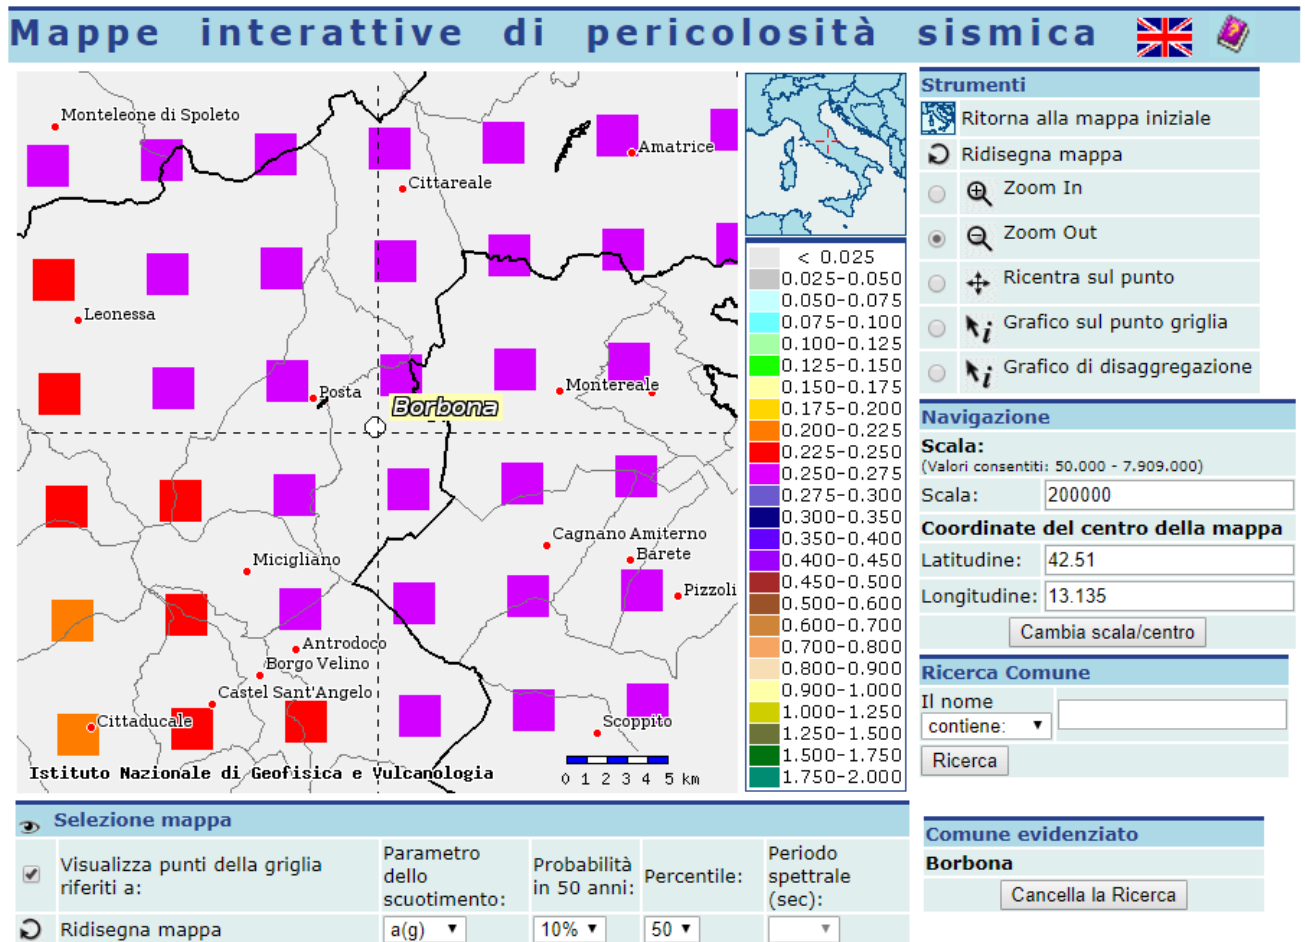 Mappe interattive di pericolosità sismica
Monteleone di Spoleto
Amatrice
Cittareale
Leonessa
Posta
Montereale
Borbona
Cagnano Amiterno
Micigliano
Barete
Pizzoli
Antrodoco
Borgo Velino
Castel Sant'Angelo
Cittaducale
Scoppito
Istituto Nazionale di Geofisica e Vulcanologia
0 1 2 3 4 5 km
< 0.025
0.025-0.050
0.050-0.075
0.075-0.100
0.100-0.125
0.125-0.150
0.150-0.175
0.175-0.200
0.200-0.225
0.225-0.250
0.250-0.275
0.275-0.300
0.300-0.350
0.350-0.400
0.400-0.450
0.450-0.500
0.500-0.600
0.600-0.700
0.700-0.800
0.800-0.900
0.900-1.000
1.000-1.250
1.250-1.500
1.500-1.750
1.750-2.000
Strumenti
Ritorna alla mappa iniziale
Ridisegna mappa
Zoom In
Zoom Out
Ricentra sul punto
Grafico sul punto griglia
Grafico di disaggregazione
Navigazione
Scala:
(Valori consentiti: 50.000 - 7.909.000)
Scala: 200000
Coordinate del centro della mappa
Latitudine: 42.51
Longitudine: 13.135
Cambia scala/centro
Ricerca Comune
Il nome
contiene:
Ricerca
Selezione mappa
Visualizza punti della griglia
riferiti a:
Parametro
dello
scuotimento:
Probabilità
in 50 anni:
Percentile:
Periodo
spettrale
(sec):
Ridisegna mappa
a(g)
10%
50
Comune evidenziato
Borbona
Cancella la Ricerca